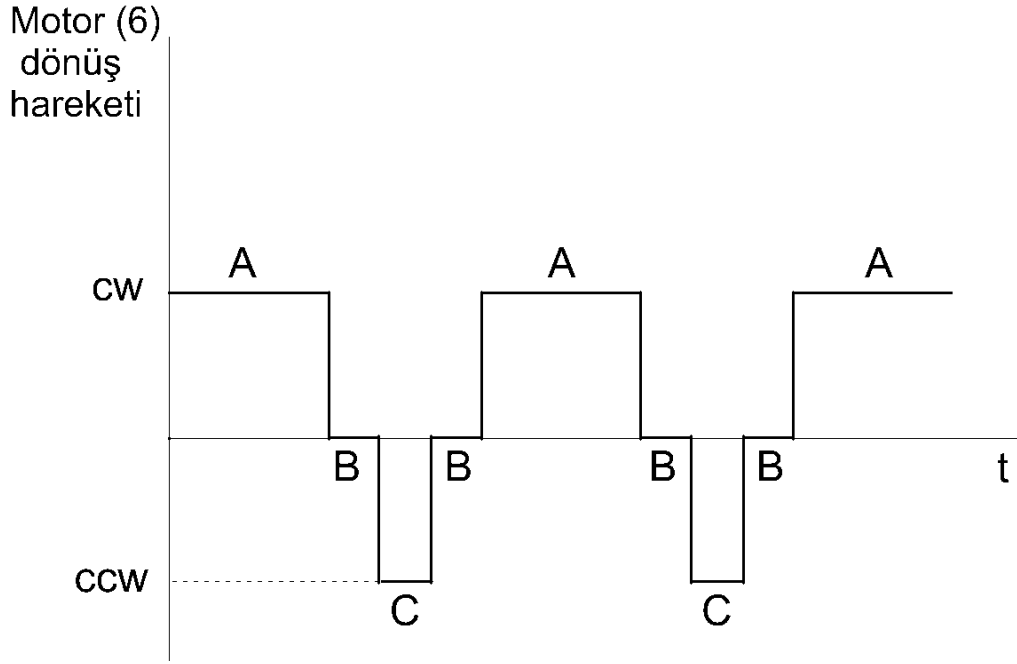 Motor (6)
dönüş
hareketi
A A A
CW
B B B B
t
CCW
C C